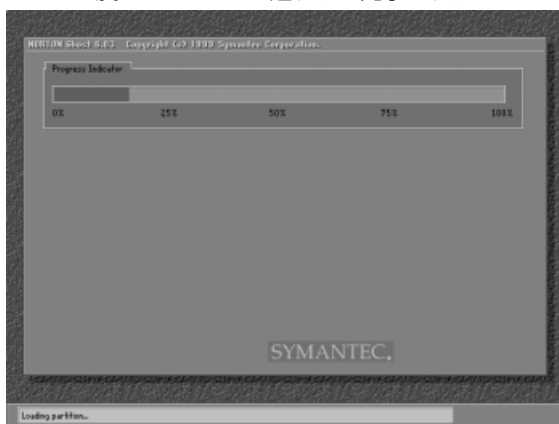 NORTON Ghost 6.03 Copyright (c) 1999 Symantec Corporation.
Progress Indicator
0% 25% 50% 75% 100%
SYMANTEC.
Loading partition...